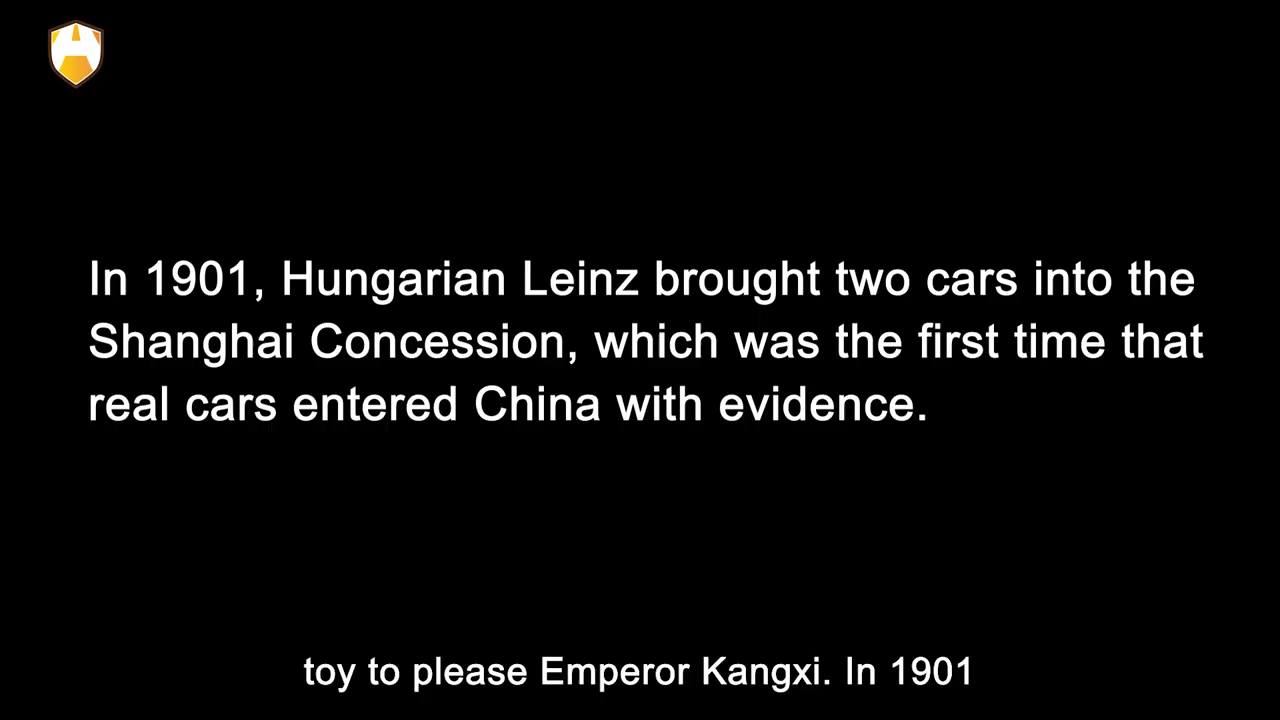 In 1901, Hungarian Leinz brought two cars into the
Shanghai Concession, which was the first time that
real cars entered China with evidence.
toy to please Emperor Kangxi. In 1901